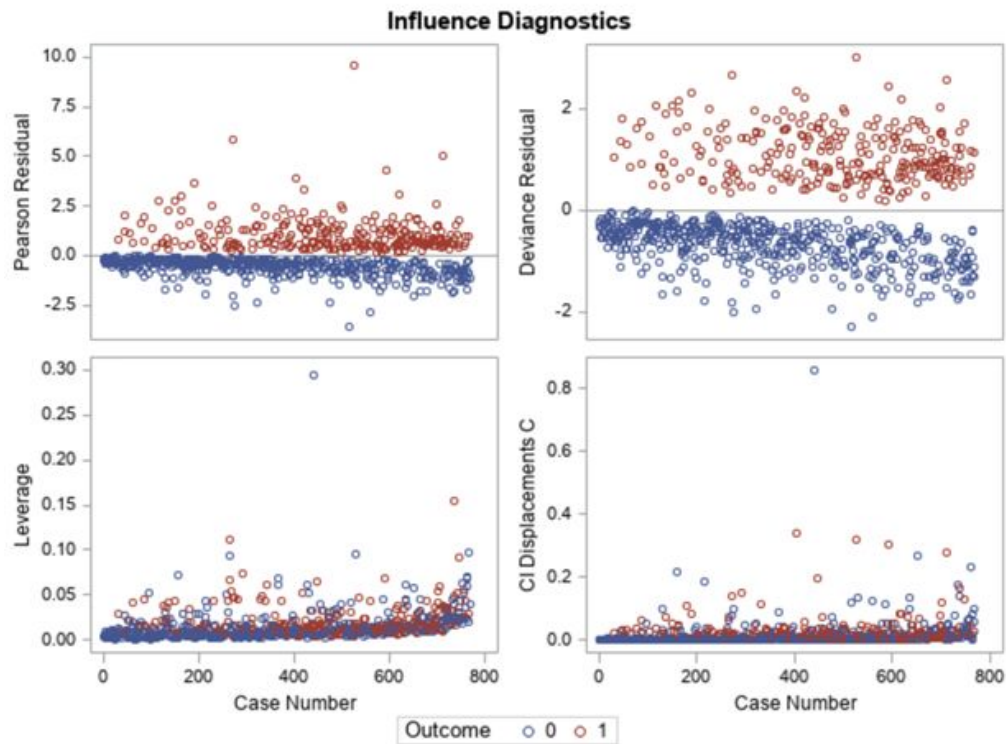 Influence Diagnostics
Pearson Residual
10.0
7.5
5.0
2.5
0.0
-2.5
Deviance Residual
2
0
-2
Leverage
0.30
0.25
0.20
0.15
0.10
0.05
0.00
0 200 400 600 800
Case Number
CI Displacements C
0.8
0.6
0.4
0.2
0.0
0 200 400 600 800
Case Number
Outcome 0 1